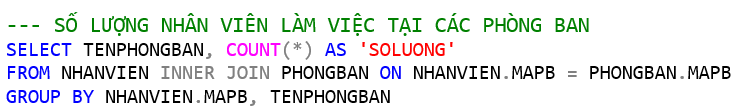 --- SỐ LƯỢNG NHÂN VIÊN LÀM VIỆC TẠI CÁC PHÒNG BAN
SELECT TENPHONGBAN, COUNT(*) AS 'SOLUONG'
FROM NHANVIEN INNER JOIN PHONGBAN ON NHANVIEN.MAPB = PHONGBAN.MAPB
GROUP BY NHANVIEN.MAPB, TENPHONGBAN